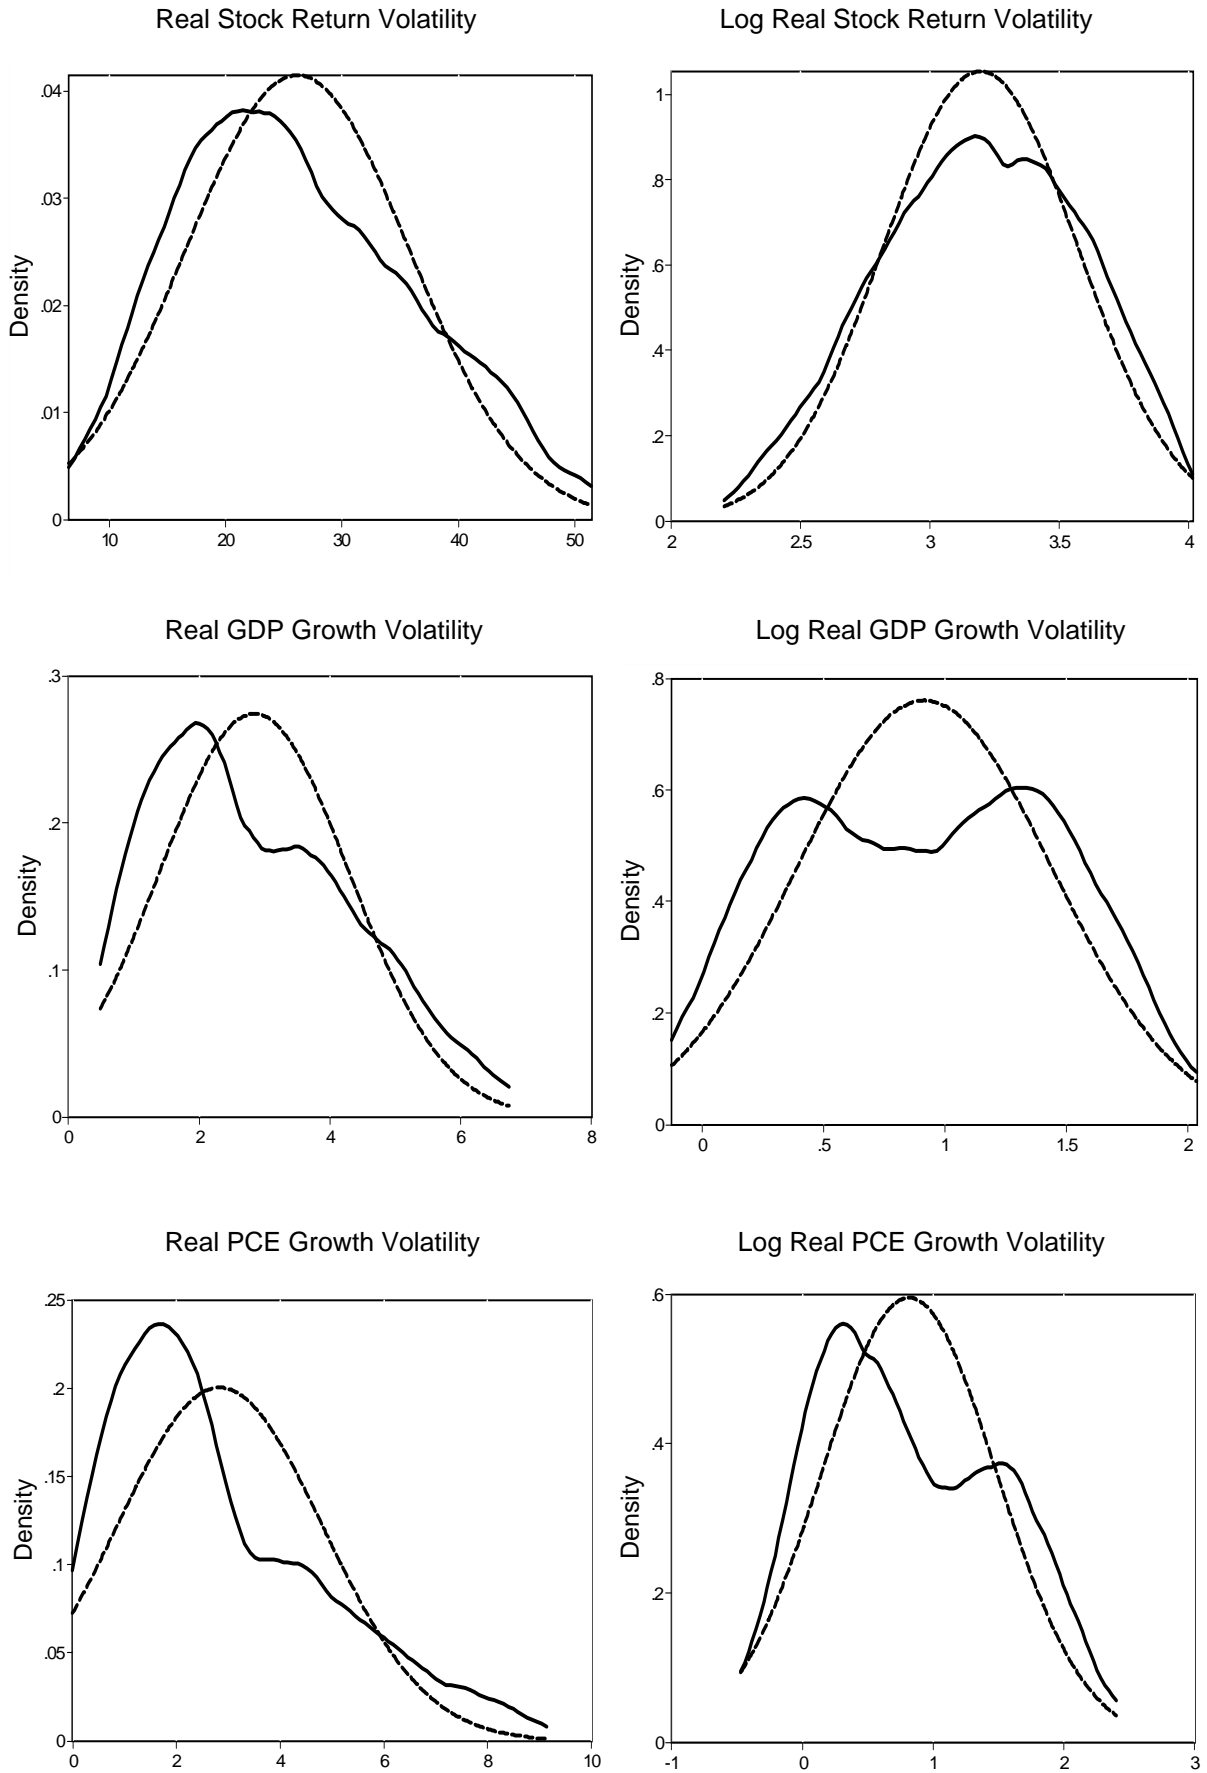 Real Stock Return Volatility
Log Real Stock Return Volatility
Density
.04
.03
.02
.01
0
10 20 30 40 50
Density
1
.8
.6
.4
.2
0
2 2.5 3 3.5 4
Real GDP Growth Volatility
Log Real GDP Growth Volatility
Density
.3
.2
.1
0
0 2 4 6 8
Density
.8
.6
.4
.2
0
0 .5 1 1.5 2
Real PCE Growth Volatility
Log Real PCE Growth Volatility
Density
.25
.2
.15
.1
.05
0
0 2 4 6 8 10
Density
.6
.4
.2
0
-1 0 1 2 3